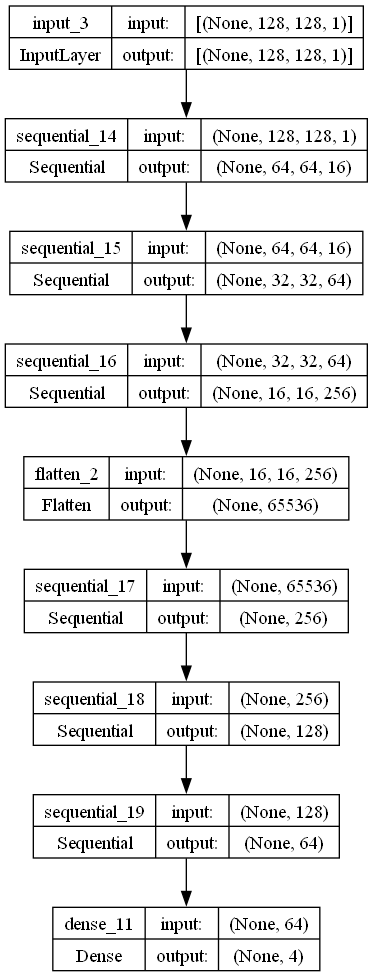 input_3 input: [(None, 128, 128, 1)]
InputLayer output: [(None, 128, 128, 1)]
sequential_14 input: (None, 128, 128, 1)
Sequential output: (None, 64, 64, 16)
sequential_15 input: (None, 64, 64, 16)
Sequential output: (None, 32, 32, 64)
sequential_16 input: (None, 32, 32, 64)
Sequential output: (None, 16, 16, 256)
flatten_2 input: (None, 16, 16, 256)
Flatten output: (None, 65536)
sequential_17 input: (None, 65536)
Sequential output: (None, 256)
sequential_18 input: (None, 256)
Sequential output: (None, 128)
sequential_19 input: (None, 128)
Sequential output: (None, 64)
dense_11 input: (None, 64)
Dense output: (None, 4)